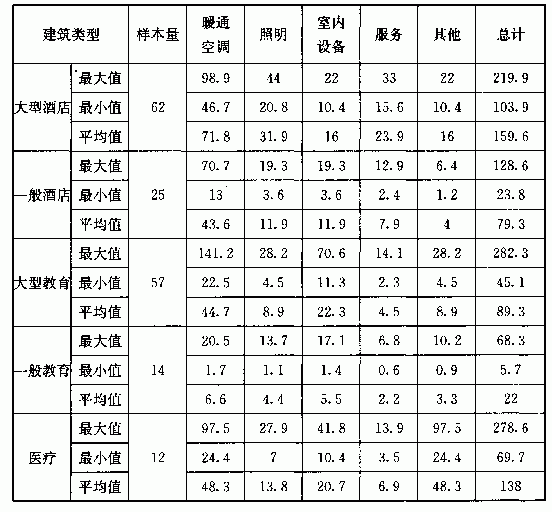 建筑类型 样本量 暖通空调 照明 室内设备 服务 其他 总计
大型酒店 62 最大值 98.9 44 22 33 22 219.9
最小值 46.7 20.8 10.4 15.6 10.4 103.9
平均值 71.8 31.9 16 23.9 16 159.6
一般酒店 25 最大值 70.7 19.3 19.3 12.9 6.4 128.6
最小值 13 3.6 3.6 2.4 1.2 23.8
平均值 43.6 11.9 11.9 7.9 4 79.3
大型教育 57 最大值 141.2 28.2 70.6 14.1 28.2 282.3
最小值 22.5 4.5 11.3 2.3 4.5 45.1
平均值 44.7 8.9 22.3 4.5 8.9 89.3
一般教育 14 最大值 20.5 13.7 17.1 6.8 10.2 68.3
最小值 1.7 1.1 1.4 0.6 0.9 5.7
平均值 6.6 4.4 5.5 2.2 3.3 22
医疗 12 最大值 97.5 27.9 41.8 13.9 97.5 278.6
最小值 24.4 7 10.4 3.5 24.4 69.7
平均值 48.3 13.8 20.7 6.9 48.3 138